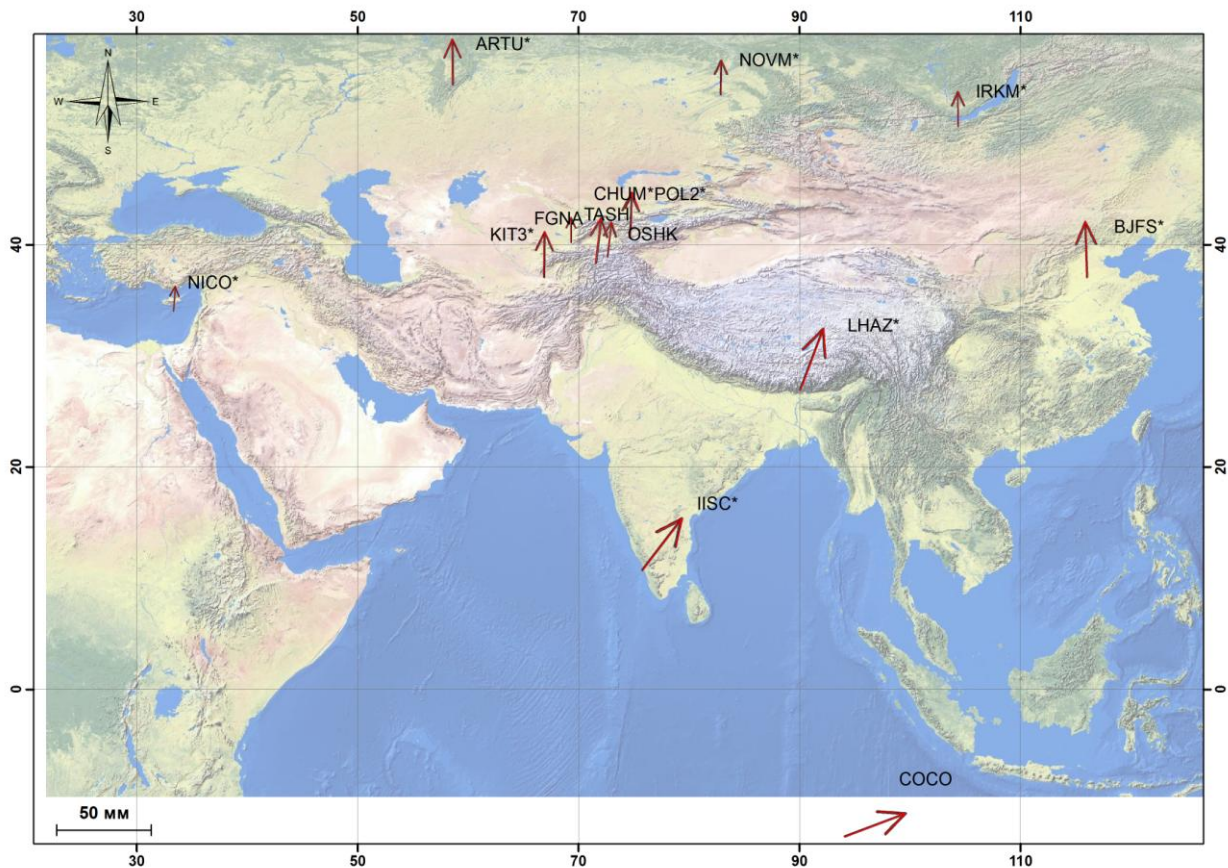 30 50 70 90 110
ARTU*
NOVM*
N
W E
S
IRKM*
CHUM*POL2*
FGNA TASH
KIT3* OSHK
BJFS*
40 40
NICO*
LHAZ*
20 20
IISC*
0 0
COCO
50 мм
30 50 70 90 110